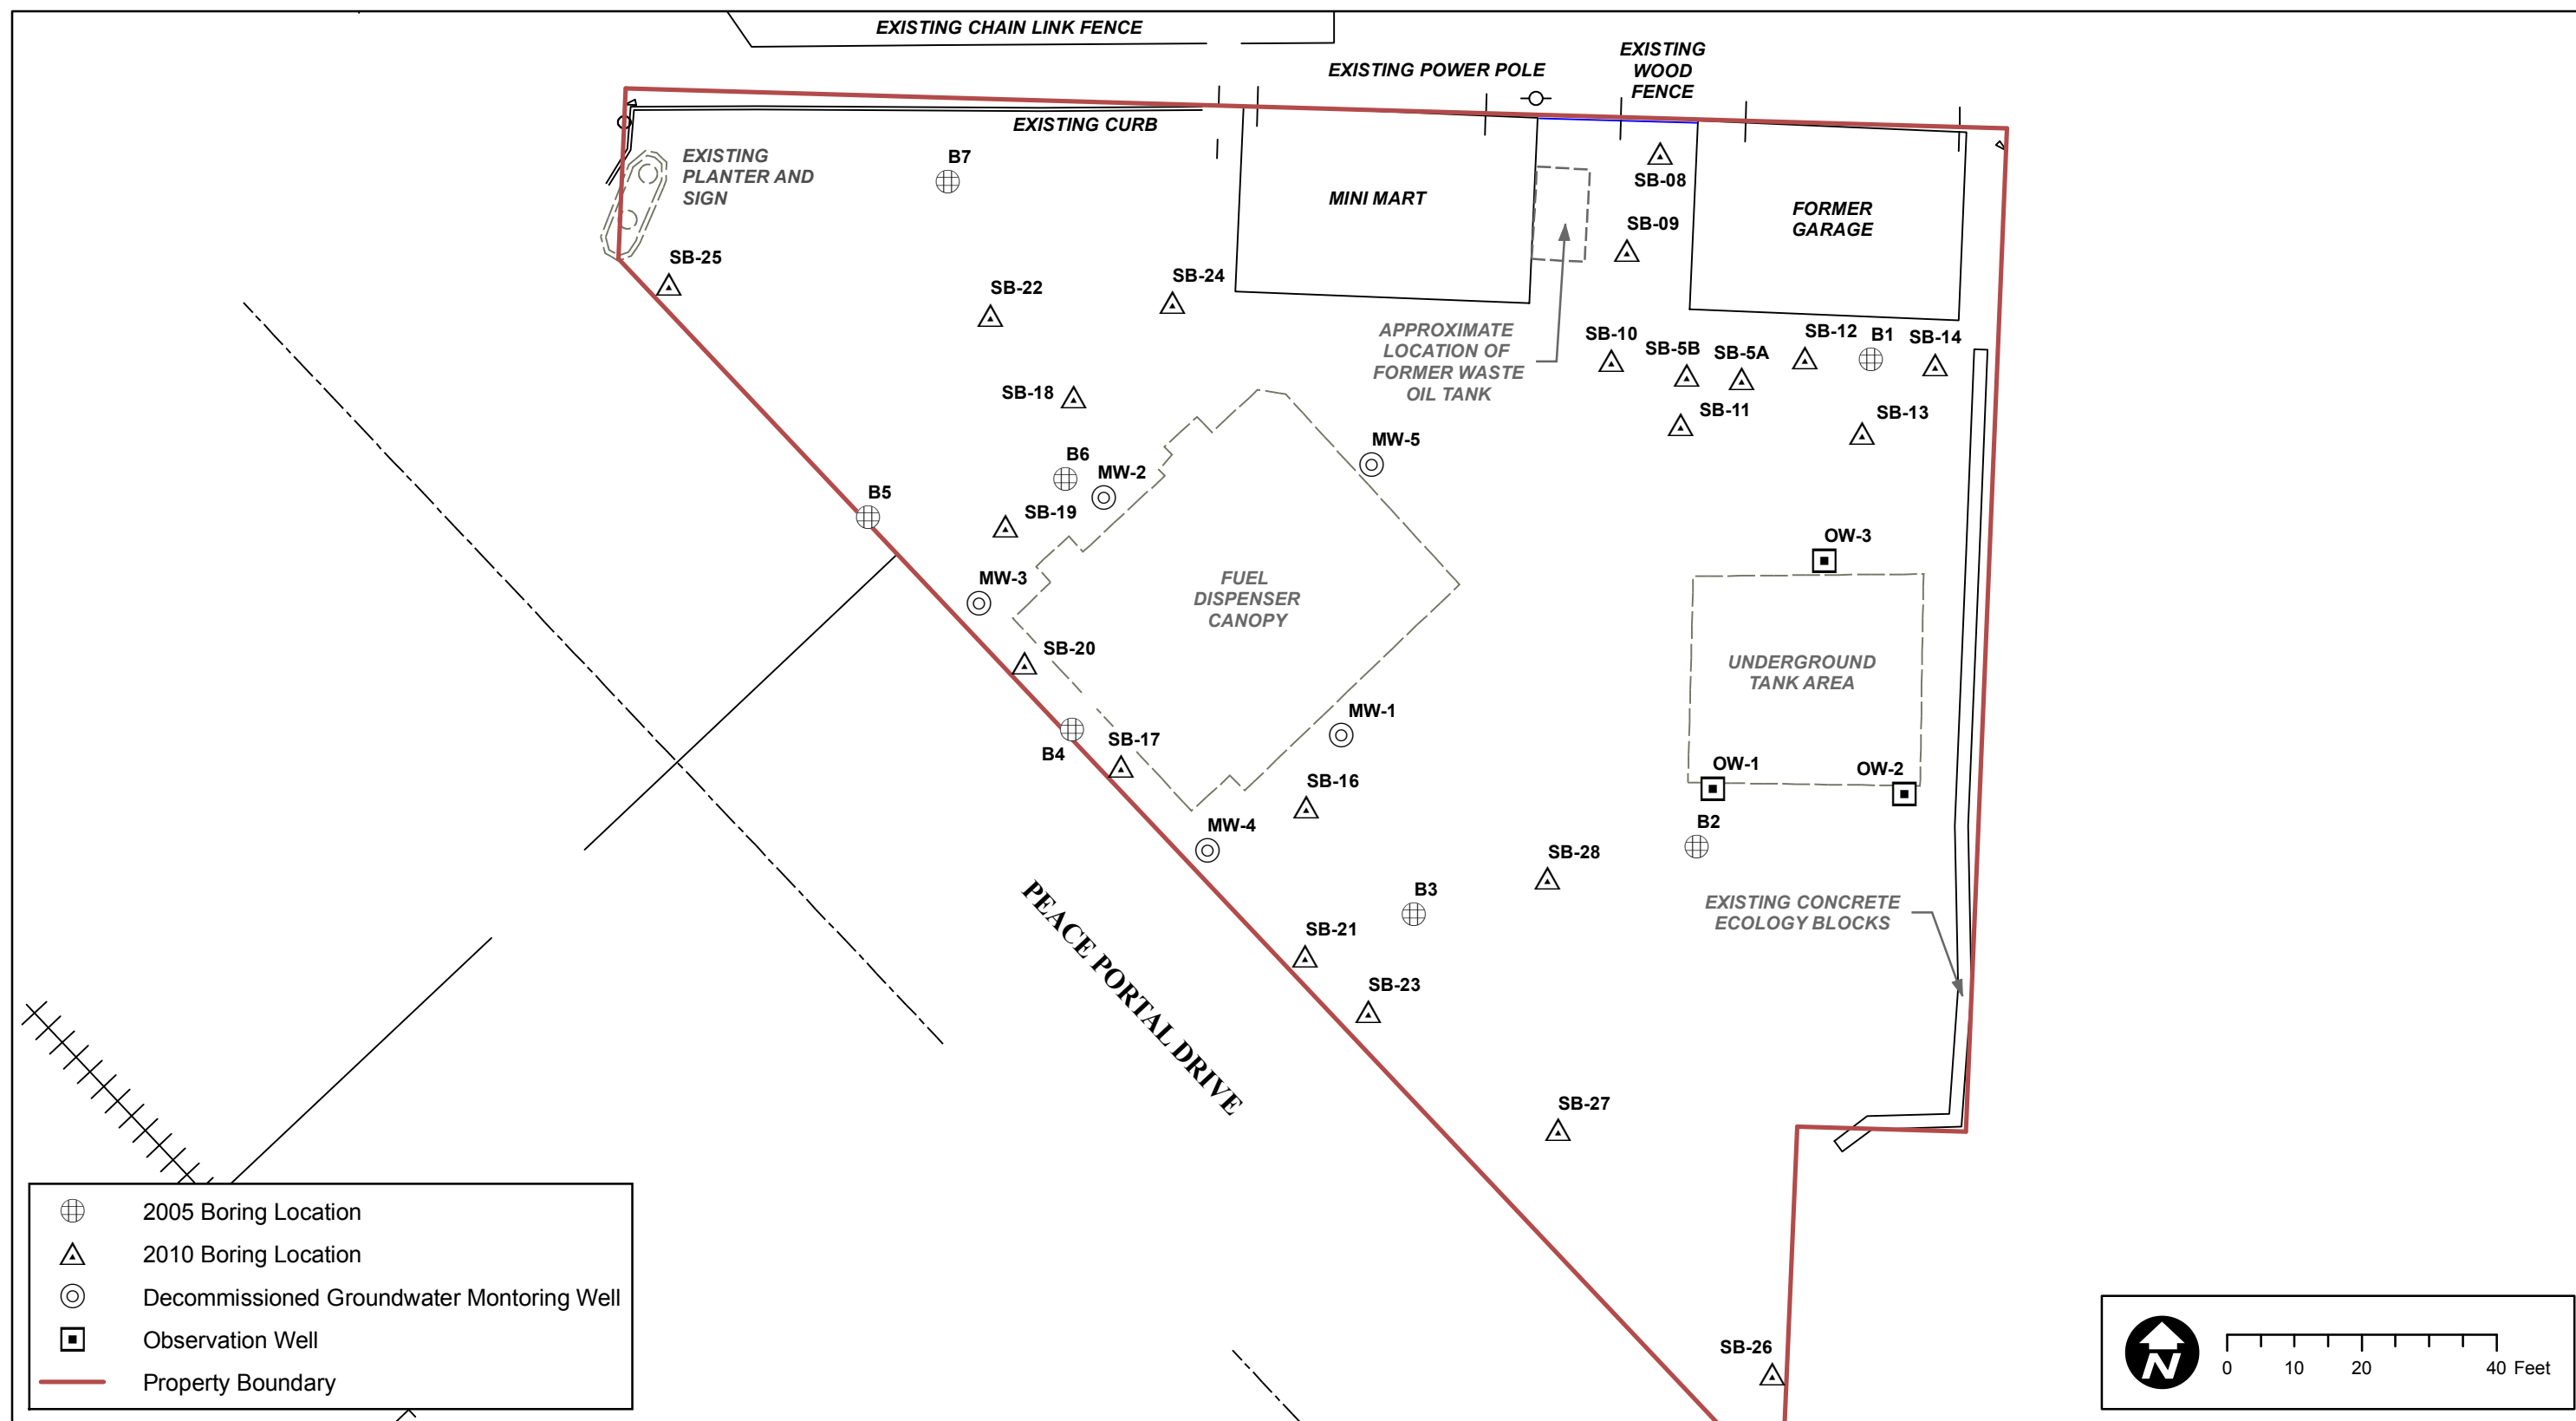 EXISTING CHAIN LINK FENCE
EXISTING POWER POLE
EXISTING
WOOD
FENCE
EXISTING CURB
EXISTING
PLANTER AND
SIGN
B7
MINI MART
SB-08
FORMER
GARAGE
SB-09
SB-25
SB-22
SB-24
APPROXIMATE
LOCATION OF
FORMER WASTE
OIL TANK
SB-10
SB-5B
SB-5A
SB-12
B1
SB-14
SB-18
SB-11
SB-13
MW-5
B6
MW-2
B5
SB-19
OW-3
MW-3
FUEL
DISPENSER
CANOPY
SB-20
UNDERGROUND
TANK AREA
MW-1
B4
SB-17
SB-16
OW-1
OW-2
MW-4
B2
SB-28
B3
EXISTING CONCRETE
ECOLOGY BLOCKS
PEACE PORTAL DRIVE
SB-21
SB-23
SB-27
SB-26
2005 Boring Location
2010 Boring Location
Decommissioned Groundwater Montoring Well
Observation Well
Property Boundary
N
0 10 20 40 Feet